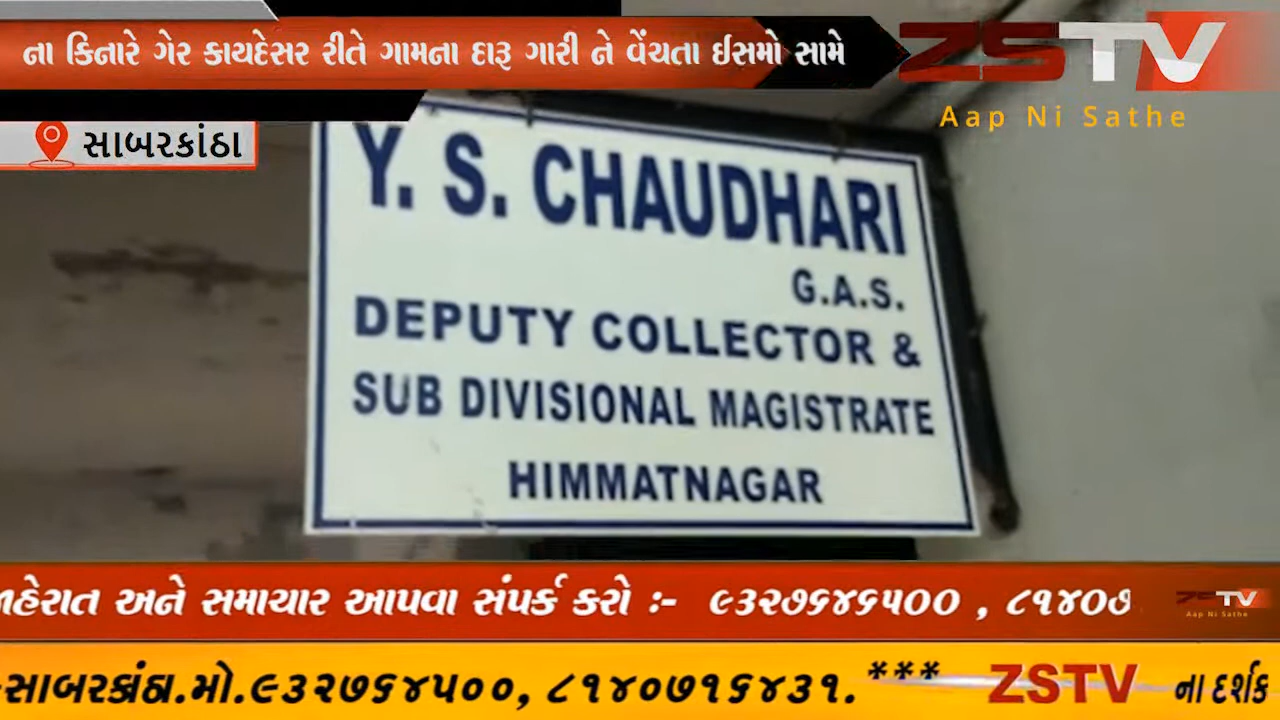 ના કિનારે ગેર કાયદેસર રીતે ગામના દારૂ ગારી ને વેંચતા ઈસમો સામે
ZSTV
Aap Ni Sathe
સાબરકાંઠા
Y. S. CHAUDHARI
G.A.S.
DEPUTY COLLECTOR &
SUB DIVISIONAL MAGISTRATE
HIMMATNAGAR
જાહેરાત અને સમાચાર આપવા સંપર્ક કરો :- ૯૩૨૭૬૪૬૫૦૦ , ૮૧૪૦૭
ZSTV
Aap Ni Sathe
-સાબરકાંઠા.મો.૯૩૨૭૬૪૫૦૦, ૮૧૪૦૭૧૬૪૩૧. *** ZSTV ના દર્શક